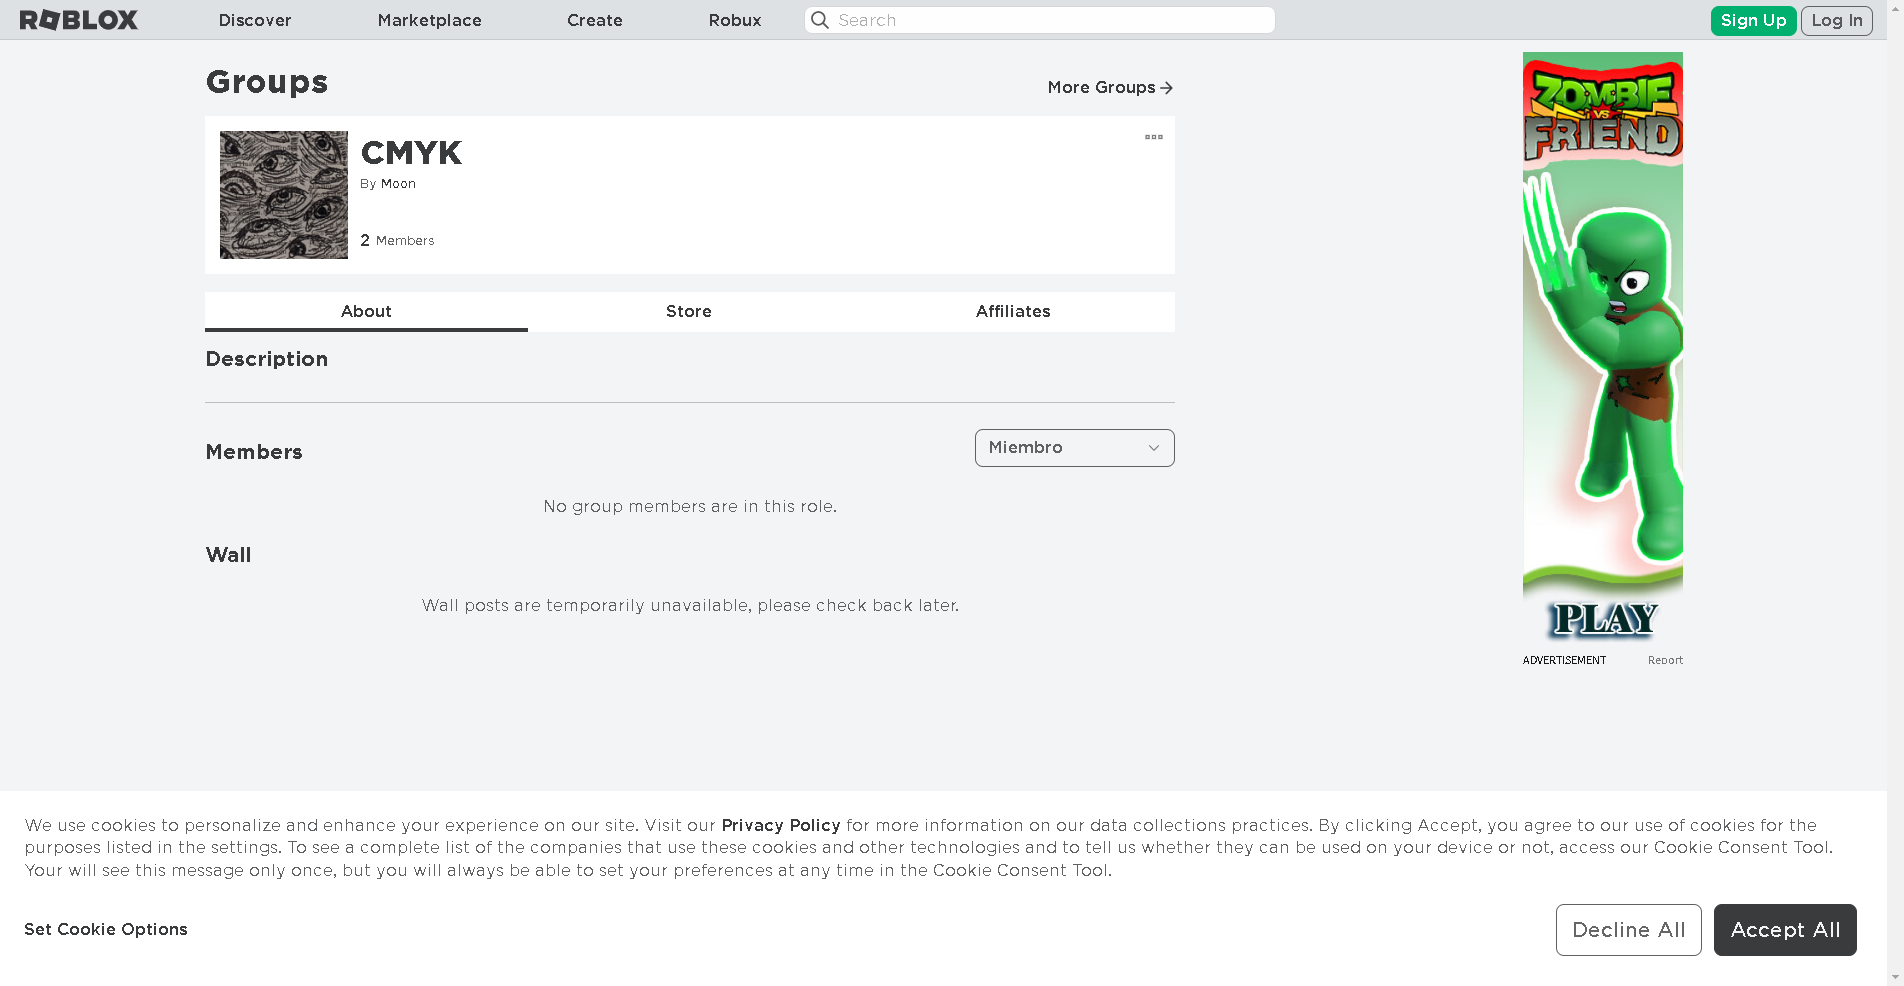 ROBLOX
Discover
Marketplace
Create
Robux
Search
Sign Up
Log In
Groups
More Groups
CMYK
By Moon
2 Members
About
Store
Affiliates
Description
Members
Miembro
No group members are in this role.
Wall
Wall posts are temporarily unavailable, please check back later.
ZOMBIE
VS
FRIEND
PLAY
ADVERTISEMENT
Report
We use cookies to personalize and enhance your experience on our site. Visit our Privacy Policy for more information on our data collections practices. By clicking Accept, you agree to our use of cookies for the
purposes listed in the settings. To see a complete list of the companies that use these cookies and other technologies and to tell us whether they can be used on your device or not, access our Cookie Consent Tool.
Your will see this message only once, but you will always be able to set your preferences at any time in the Cookie Consent Tool.
Set Cookie Options
Decline All
Accept All